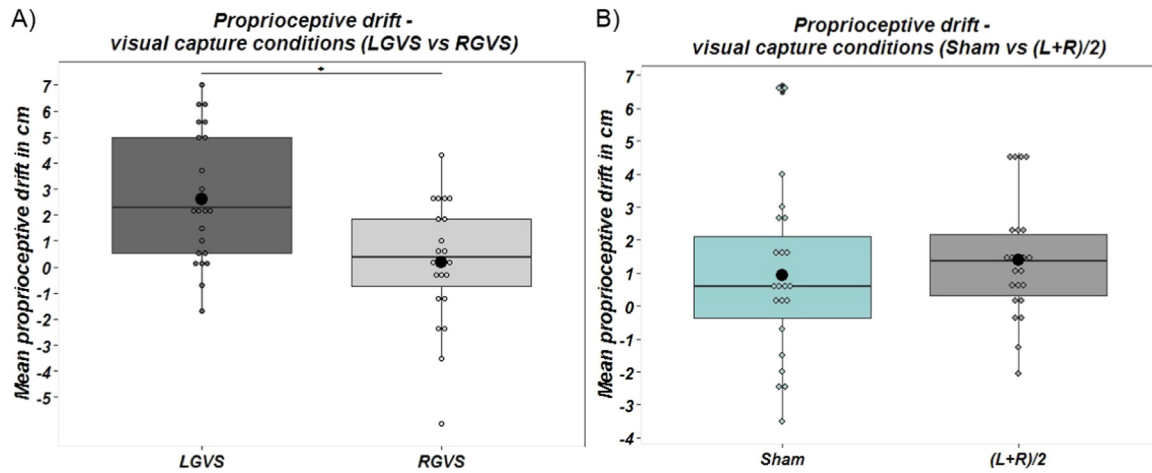 A)
Proprioceptive drift -
visual capture conditions (LGVS vs RGVS)
Mean proprioceptive drift in cm
7
6
5
4
3
2
1
0
-1
-2
-3
-4
-5
*
LGVS
RGVS
B)
Proprioceptive drift -
visual capture conditions (Sham vs (L+R)/2)
Mean proprioceptive drift in cm
7
6
5
4
3
2
1
0
-1
-2
-3
-4
Sham
(L+R)/2